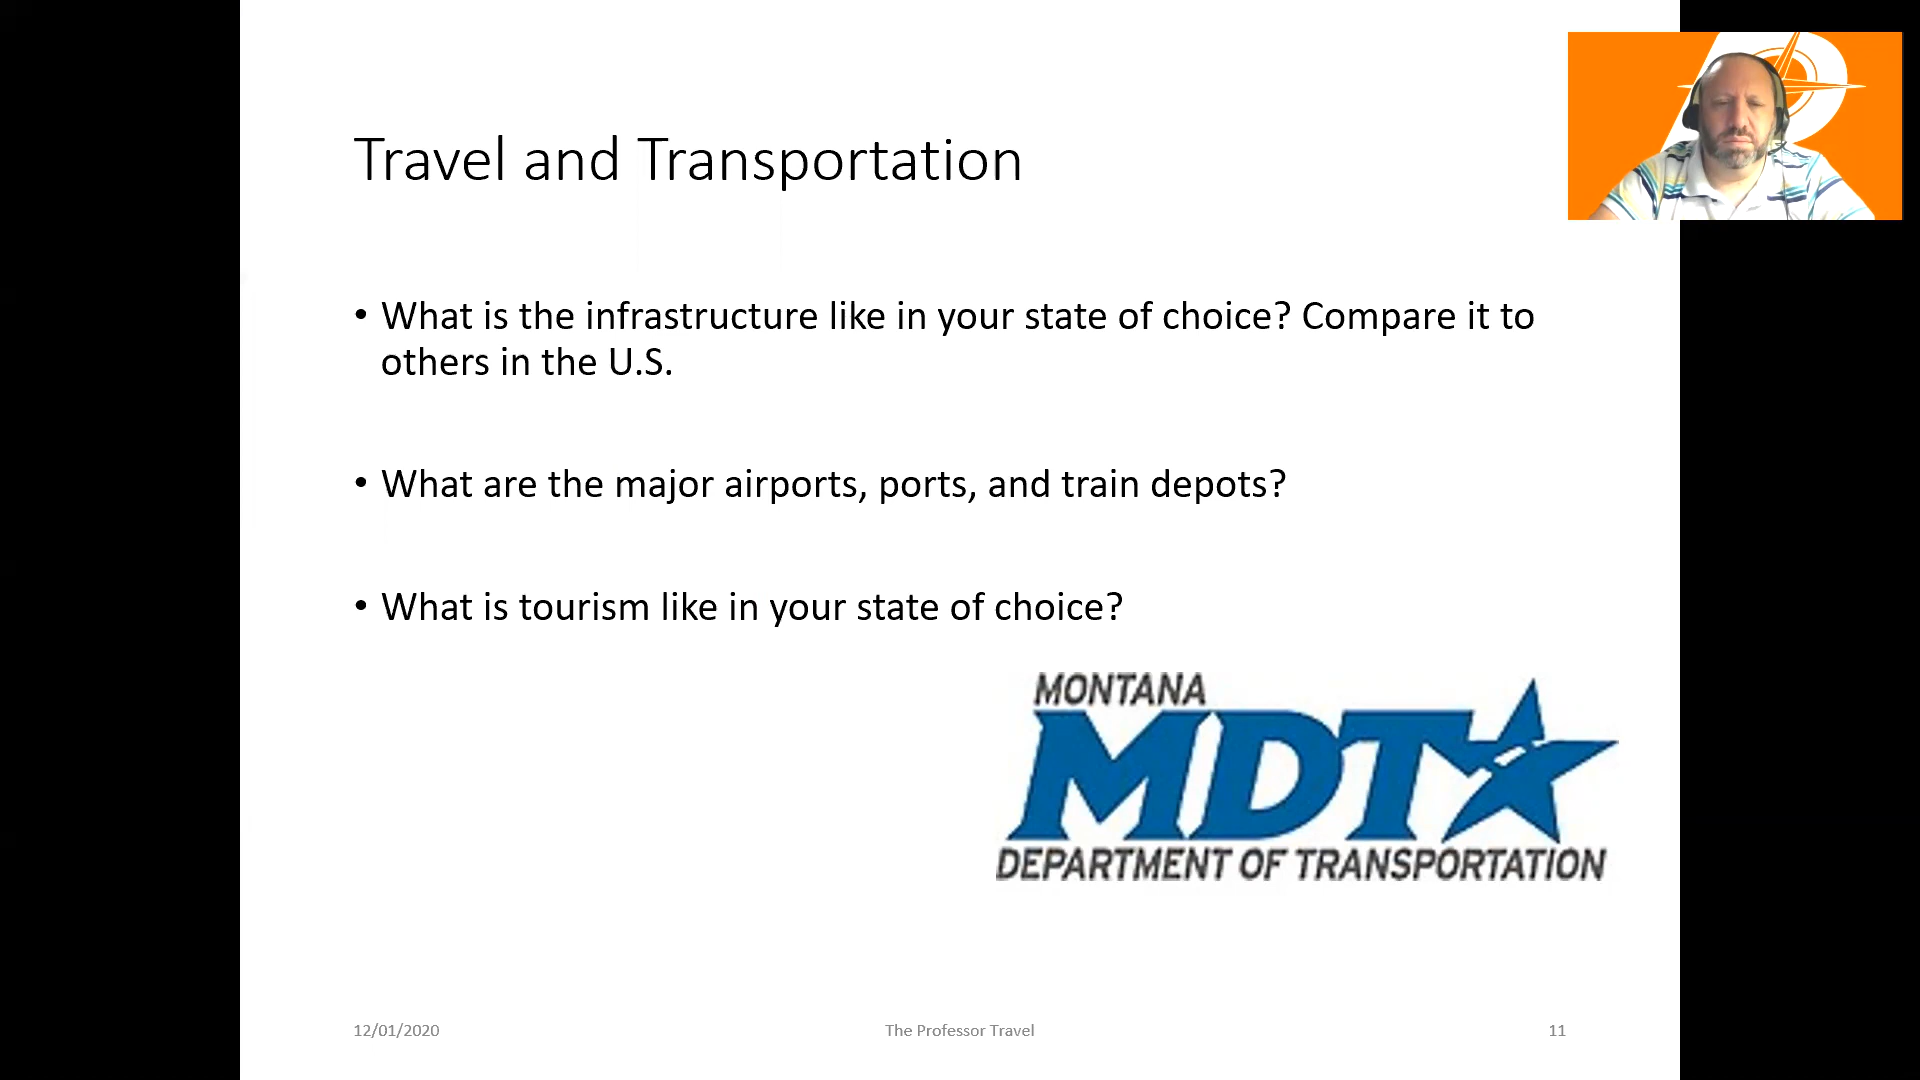 Travel and Transportation
• What is the infrastructure like in your state of choice? Compare it to
others in the U.S.
• What are the major airports, ports, and train depots?
• What is tourism like in your state of choice?
MONTANA
MDT
DEPARTMENT OF TRANSPORTATION
12/01/2020
The Professor Travel
11